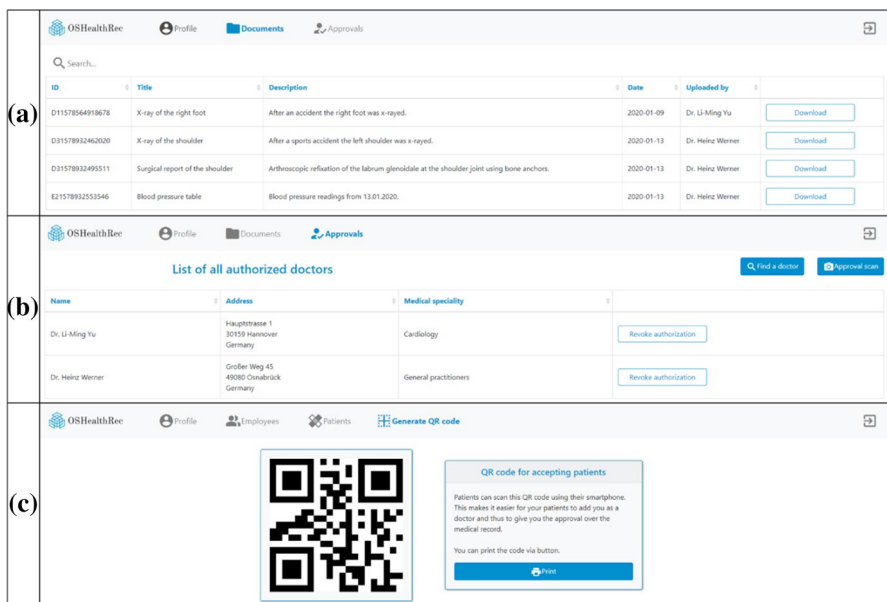 (a)
OSHealthRec Profile Documents Approvals
Search...
ID Title Description Date Uploaded by
D11578564918678 X-ray of the right foot After an accident the right foot was x-rayed. 2020-01-09 Dr. Li-Ming Yu Download
D31578932462020 X-ray of the shoulder After a sports accident the left shoulder was x-rayed. 2020-01-13 Dr. Heinz Werner Download
D31578932495511 Surgical report of the shoulder Arthroscopic refixation of the labrum glenoidale at the shoulder joint using bone anchors. 2020-01-13 Dr. Heinz Werner Download
E21578932553546 Blood pressure table Blood pressure readings from 13.01.2020. 2020-01-13 Dr. Heinz Werner Download
(b)
OSHealthRec Profile Documents Approvals
List of all authorized doctors Find a doctor Approval scan
Name Address Medical speciality
Dr. Li-Ming Yu
Hauptstrasse 1
30159 Hannover
Germany
Cardiology Revoke authorization
Dr. Heinz Werner
Großer Weg 45
49080 Osnabrück
Germany
General practitioners Revoke authorization
(c)
OSHealthRec Profile Employees Patients Generate QR code
QR code for accepting patients
Patients can scan this QR code using their smartphone.
This makes it easier for your patients to add you as a
doctor and thus to give you the approval over the
medical record.
You can print the code via button.
Print